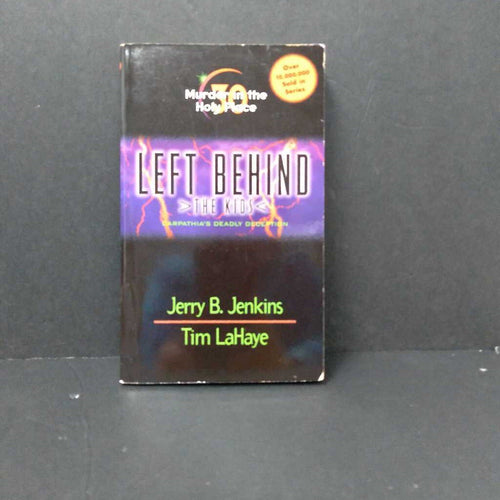 30
Murder in the
Holy Place
Over
10,000,000
Sold in
Series
LEFT BEHIND
>THE KIDS<
CARPATHIA'S DEADLY DECEPTION
Jerry B. Jenkins
Tim LaHaye